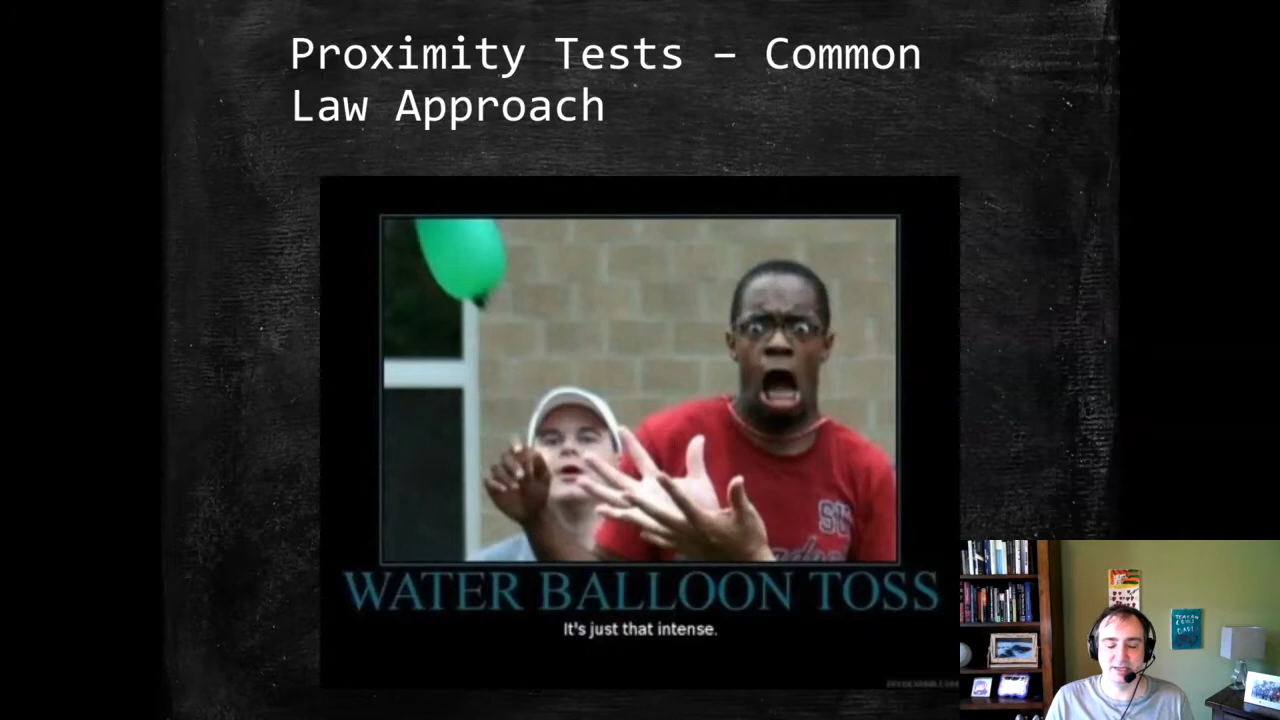 Proximity Tests – Common
Law Approach
WATER BALLOON TOSS
It's just that intense.